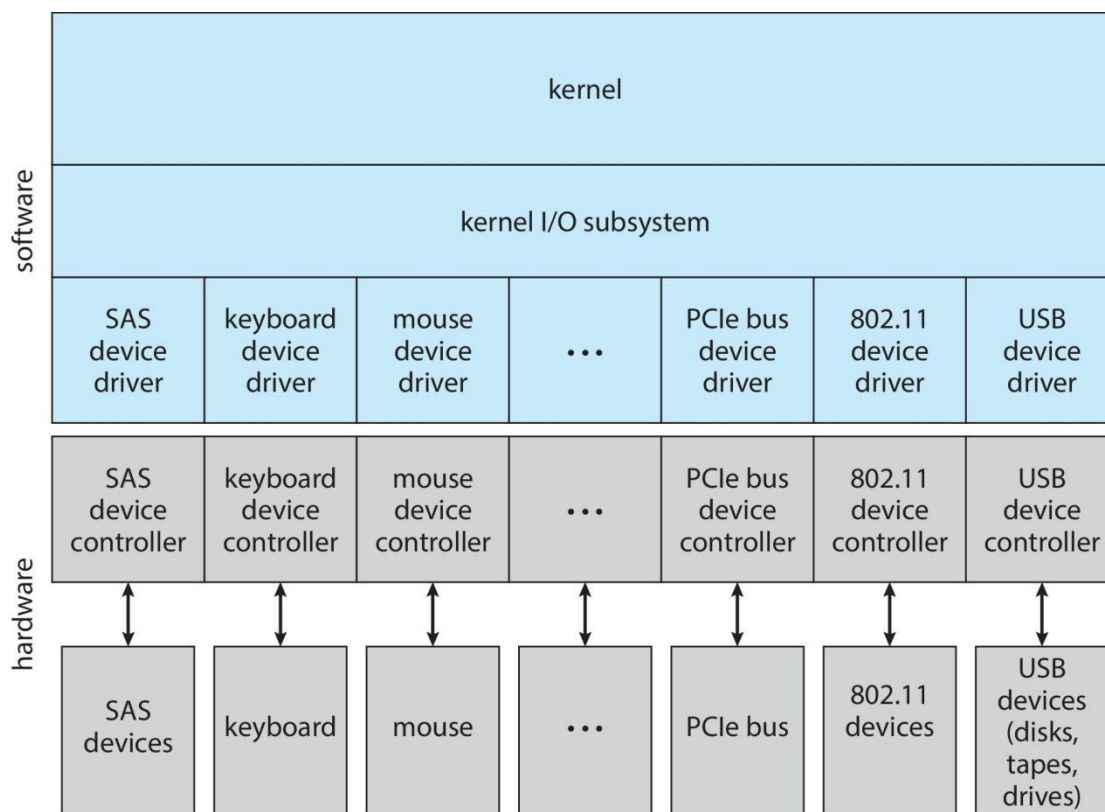 kernel
software
kernel I/O subsystem
SAS
device
driver
keyboard
device
driver
mouse
device
driver
...
PCIe bus
device
driver
802.11
device
driver
USB
device
driver
hardware
SAS
device
controller
keyboard
device
controller
mouse
device
controller
...
PCIe bus
device
controller
802.11
device
controller
USB
device
controller
SAS
devices
keyboard
mouse
...
PCIe bus
802.11
devices
USB
devices
(disks,
tapes,
drives)